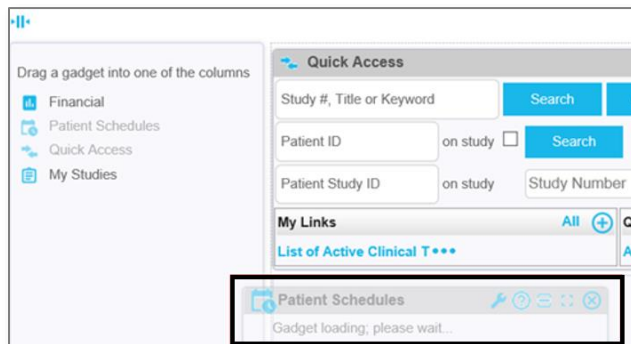 Drag a gadget into one of the columns
Financial
Patient Schedules
Quick Access
My Studies
Quick Access
Study #, Title or Keyword
Search
Patient ID
on study
Search
Patient Study ID
on study
Study Number
My Links
All
Q
List of Active Clinical T•••
A
Patient Schedules
Gadget loading; please wait...